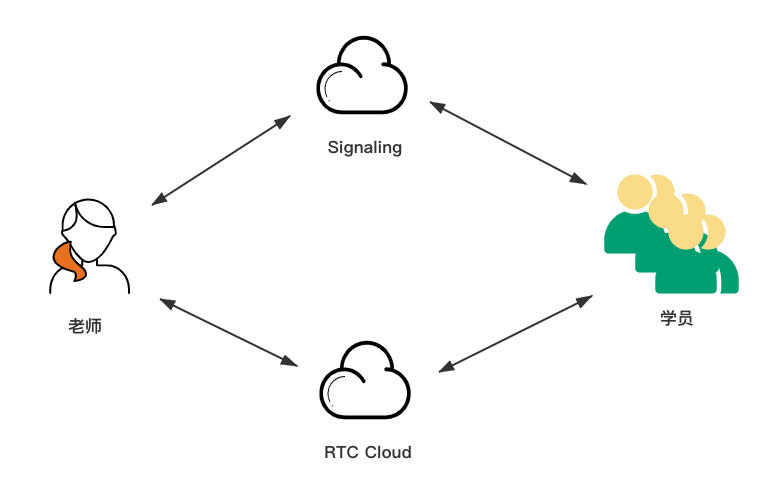 Signaling
老师
学员
RTC Cloud